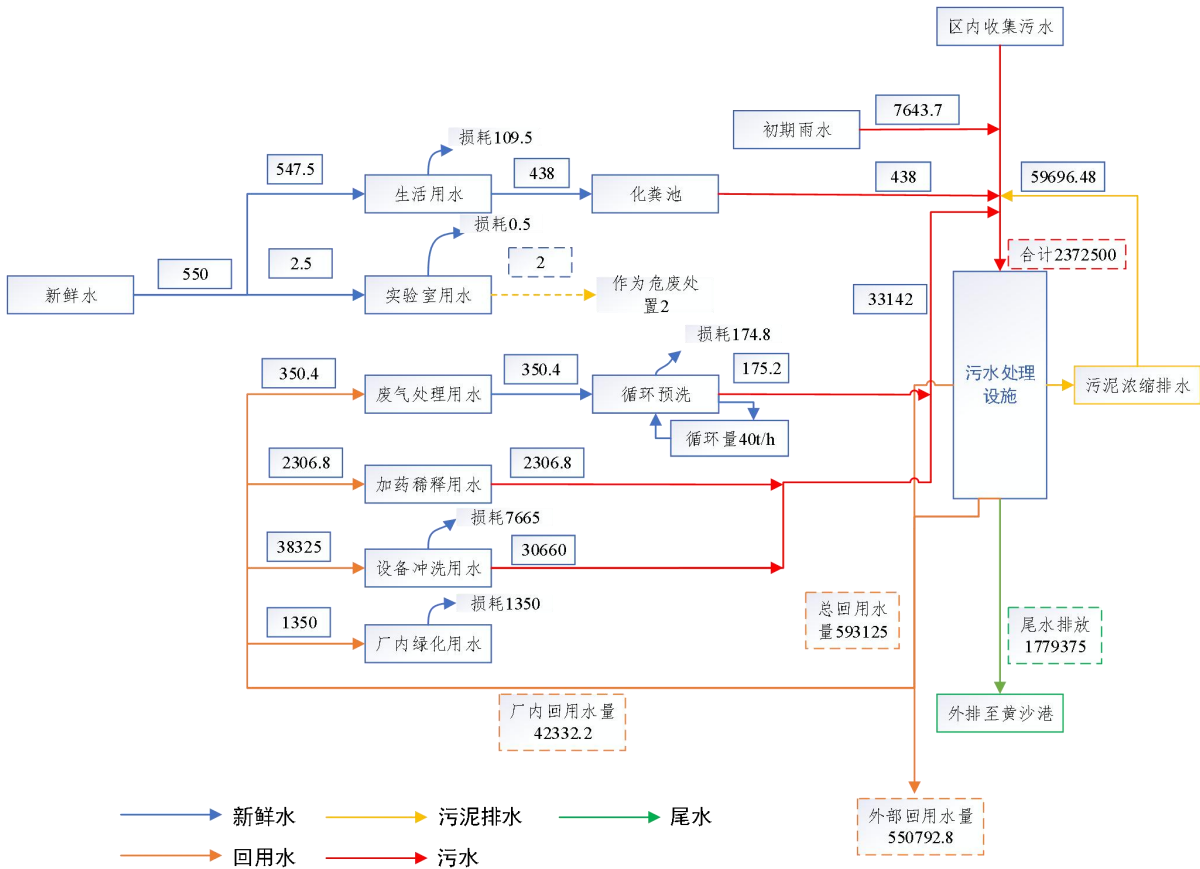 区内收集污水
7643.7
初期雨水
损耗109.5
547.5
438
438
59696.48
生活用水
化粪池
损耗0.5
550
2.5
2
合计2372500
新鲜水
实验室用水
作为危废处
置2
33142
损耗174.8
350.4
350.4
175.2
废气处理用水
循环预洗
污水处理
设施
污泥浓缩排水
循环量40t/h
2306.8
2306.8
加药稀释用水
损耗7665
38325
30660
设备冲洗用水
损耗1350
1350
总回用水
量593125
尾水排放
1779375
厂内绿化用水
厂内回用水量
42332.2
外排至黄沙港
外部回用水量
550792.8
新鲜水
污泥排水
尾水
回用水
污水